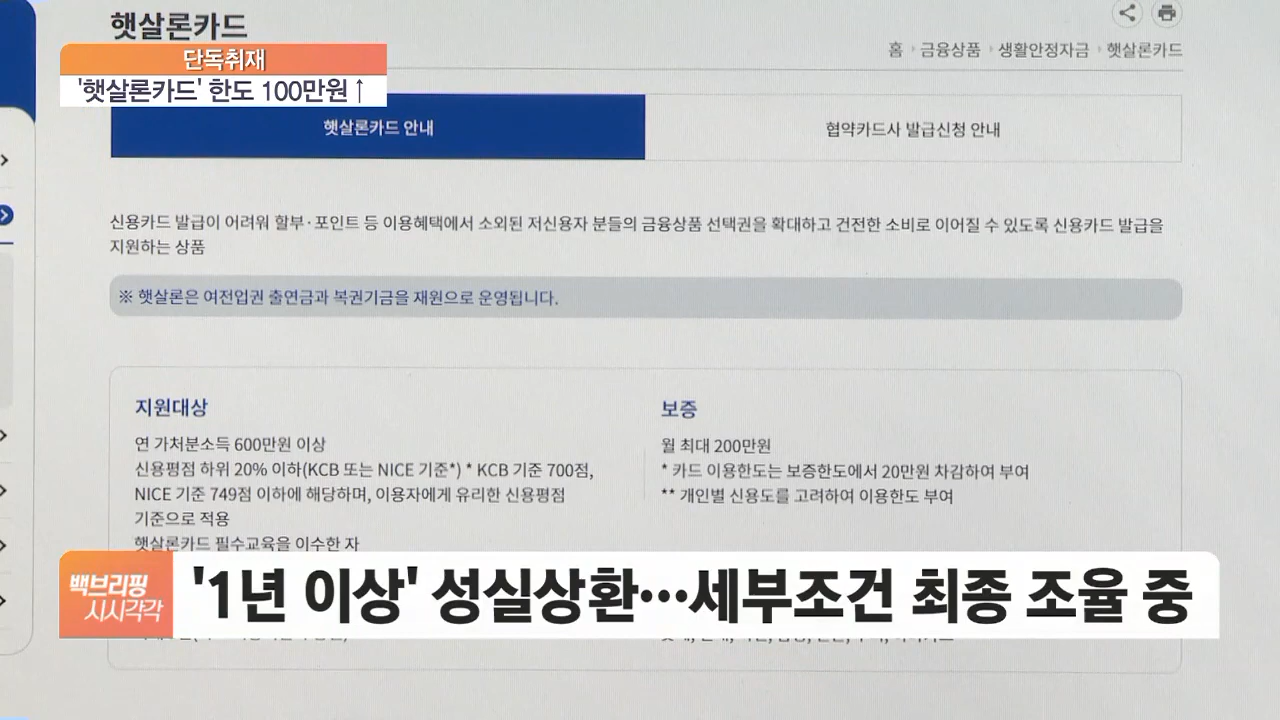 햇살론카드
단독취재
'햇살론카드' 한도 100만원↑
홈 › 금융상품 › 생활안정자금 › 햇살론카드
햇살론카드 안내
협약카드사 발급신청 안내
신용카드 발급이 어려워 할부·포인트 등 이용혜택에서 소외된 저신용자 분들의 금융상품 선택권을 확대하고 건전한 소비로 이어질 수 있도록 신용카드 발급을
지원하는 상품
※ 햇살론은 여전업권 출연금과 복권기금을 재원으로 운영됩니다.
지원대상
연 가처분소득 600만원 이상
신용평점 하위 20% 이하(KCB 또는 NICE 기준*) * KCB 기준 700점,
NICE 기준 749점 이하에 해당하며, 이용자에게 유리한 신용평점
기준으로 적용
햇살론카드 필수교육을 이수한 자
보증
월 최대 200만원
* 카드 이용한도는 보증한도에서 20만원 차감하여 부여
** 개인별 신용도를 고려하여 이용한도 부여
백브리핑
시시각각
'1년 이상' 성실상환…세부조건 최종 조율 중